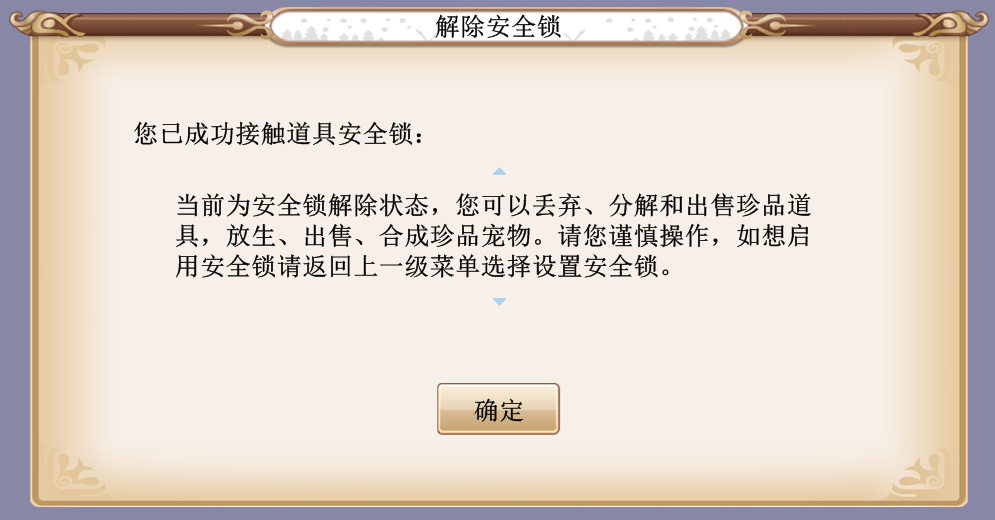 解除安全锁
您已成功接触道具安全锁：
当前为安全锁解除状态，您可以丢弃、分解和出售珍品道
具，放生、出售、合成珍品宠物。请您谨慎操作，如想启
用安全锁请返回上一级菜单选择设置安全锁。
确定